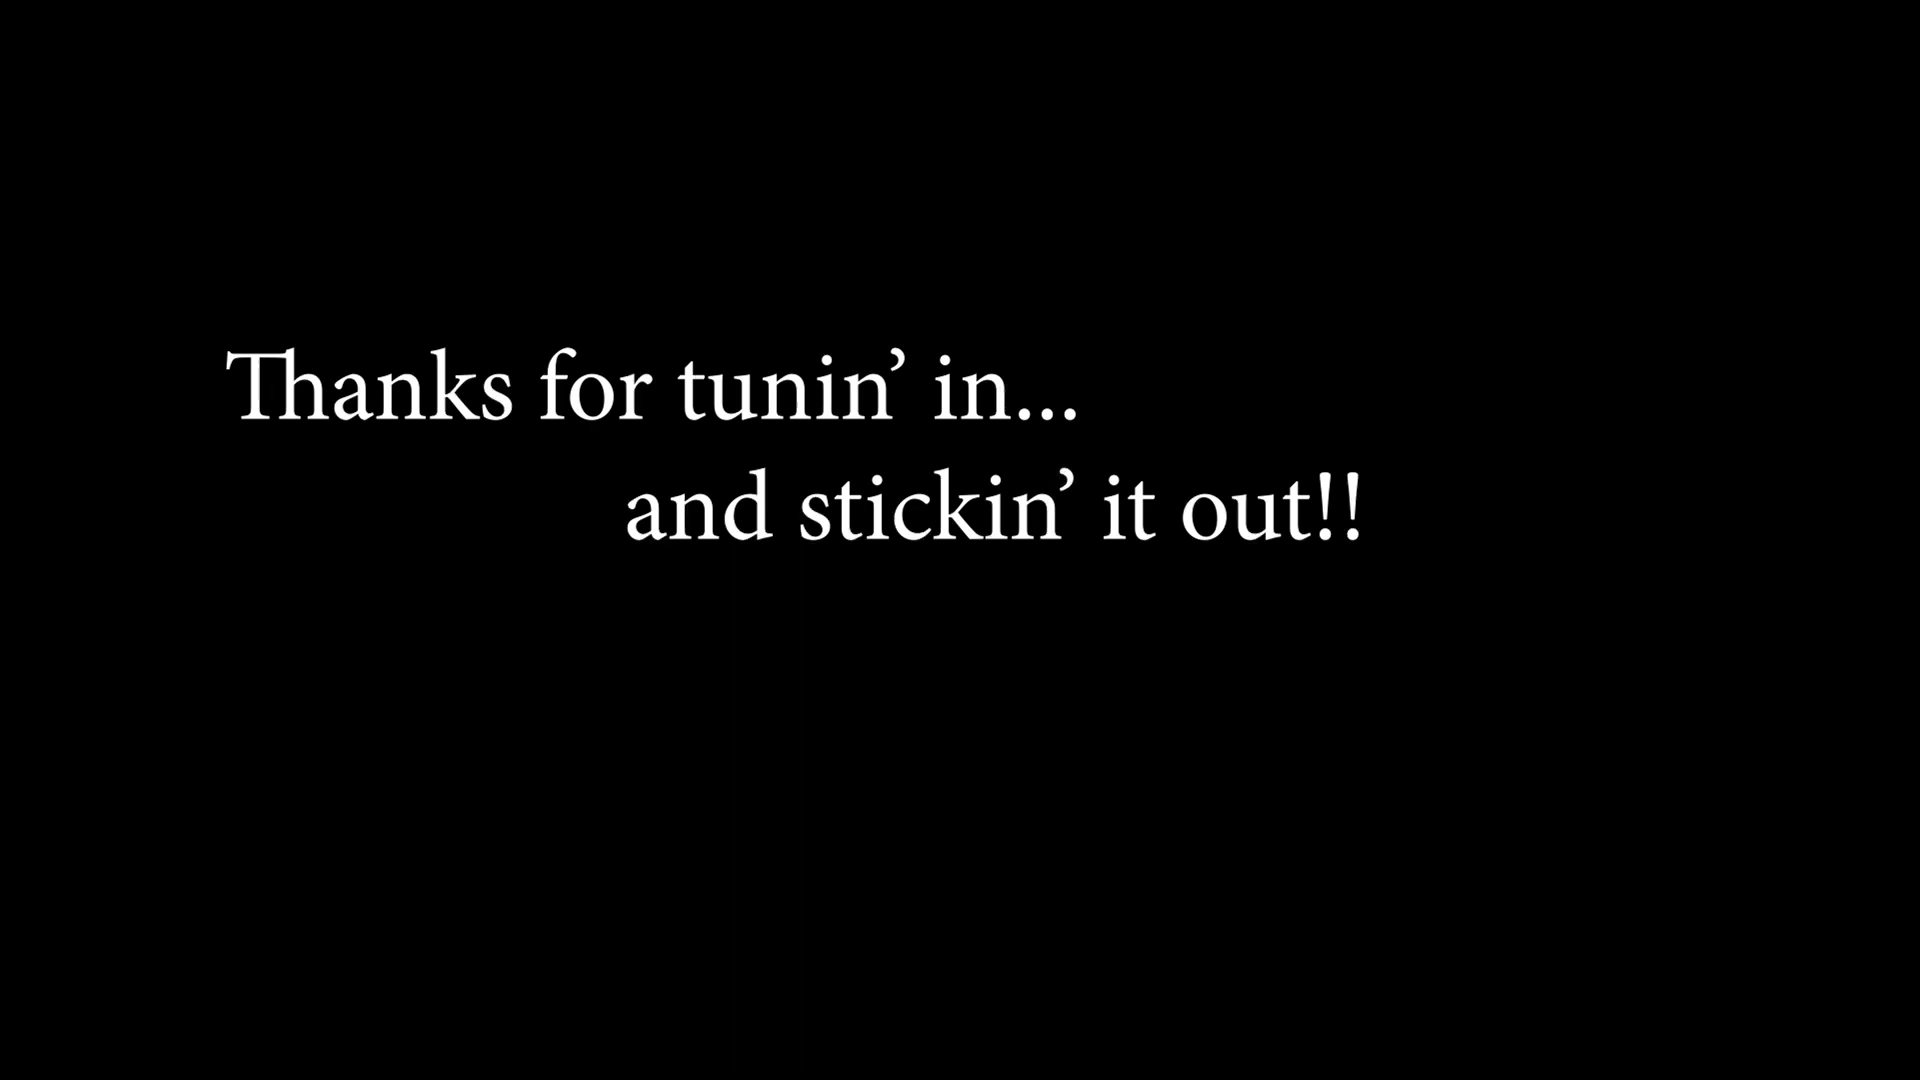 Thanks for tunin’ in...
and stickin’ it out!!